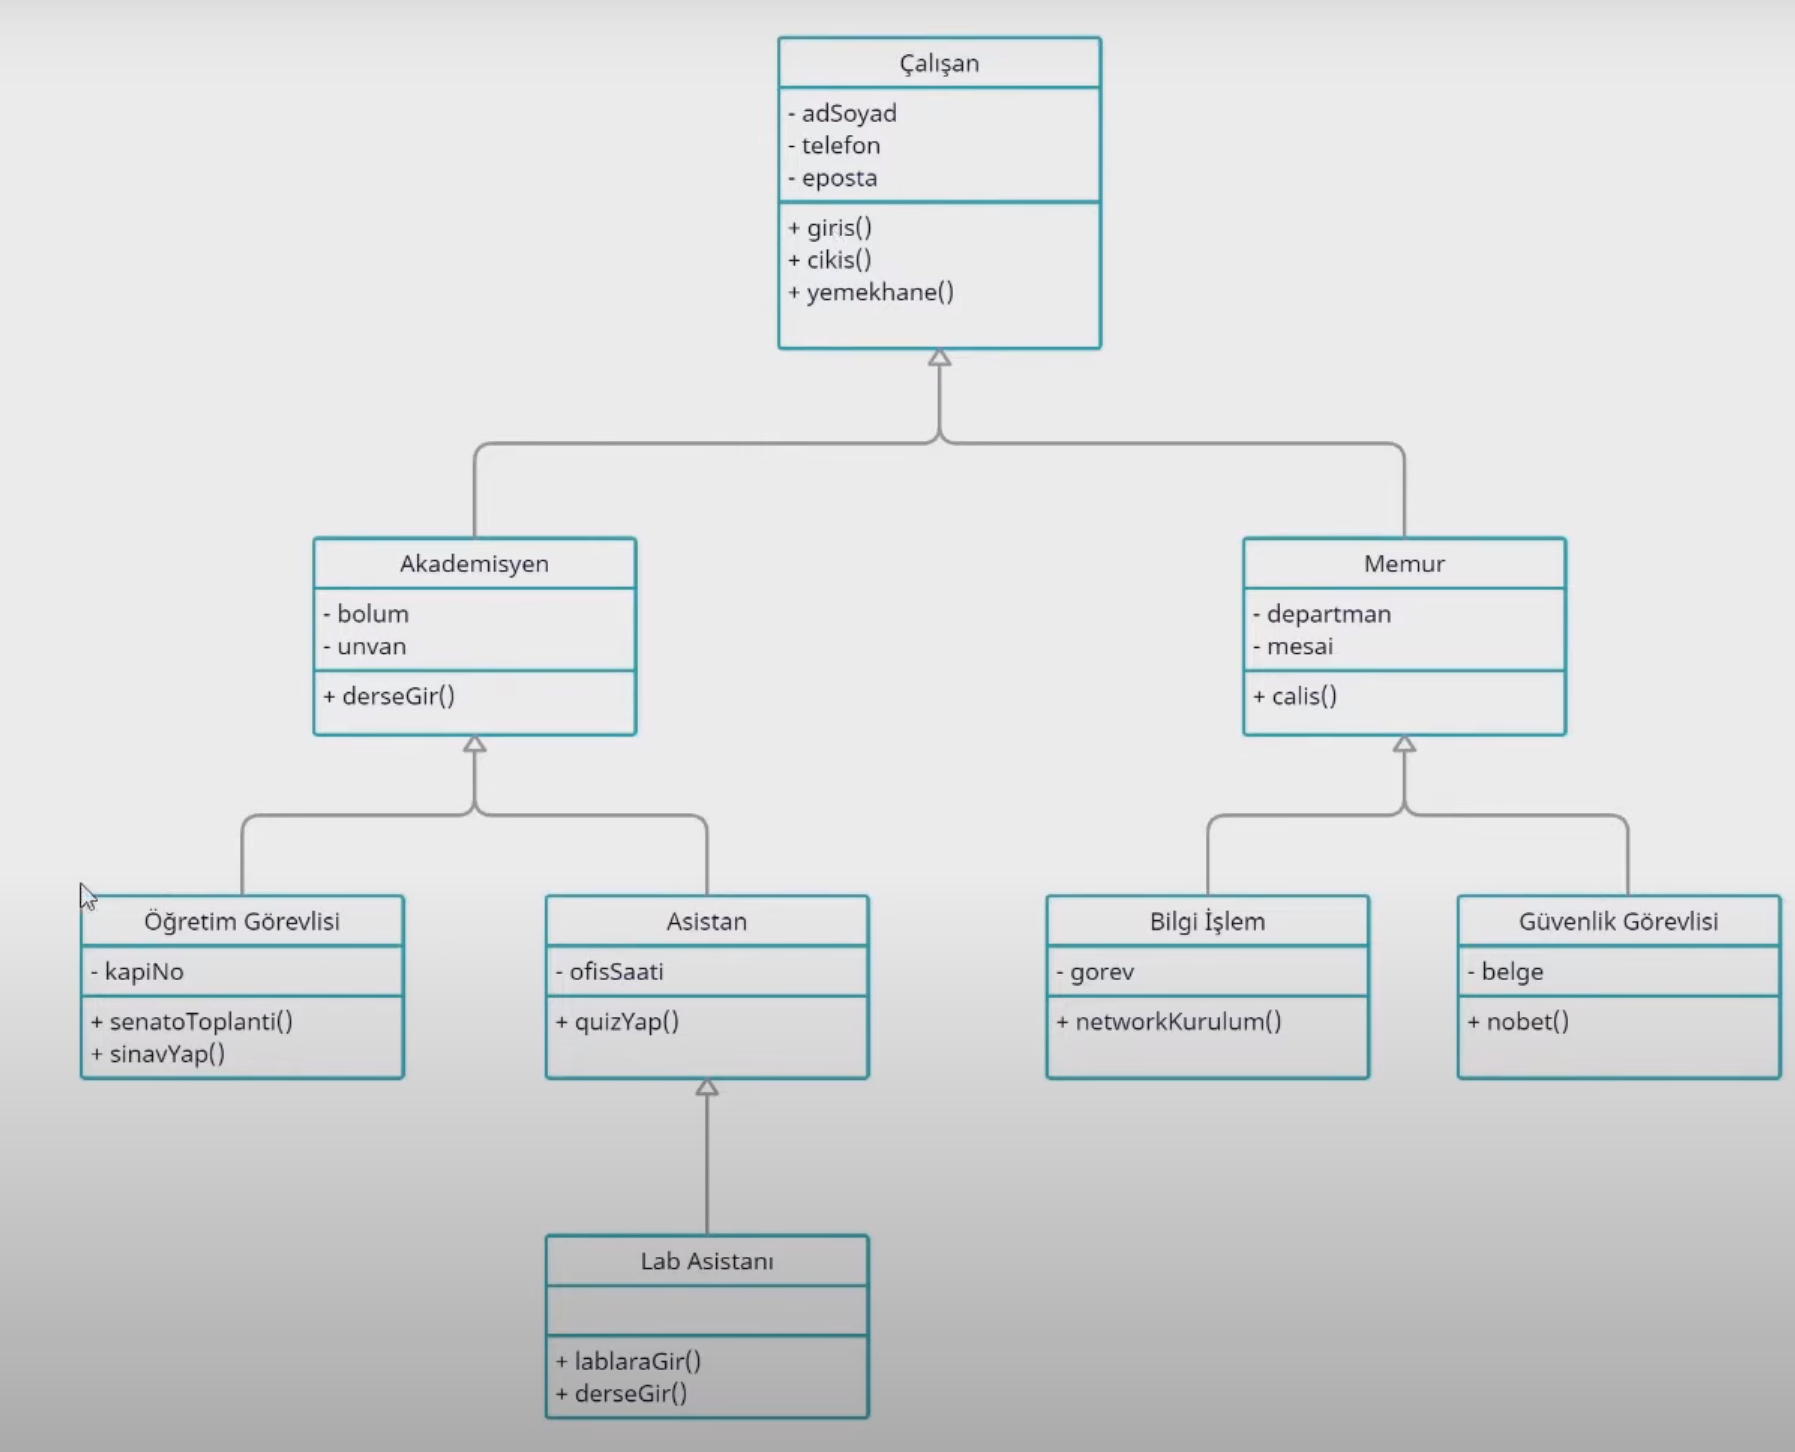 Çalışan
- adSoyad
- telefon
- eposta
+ giris()
+ cikis()
+ yemekhane()
Akademisyen
- bolum
- unvan
+ derseGir()
Memur
- departman
- mesai
+ calis()
Öğretim Görevlisi
- kapiNo
+ senatoToplanti()
+ sinavYap()
Asistan
- ofisSaati
+ quizYap()
Bilgi İşlem
- gorev
+ networkKurulum()
Güvenlik Görevlisi
- belge
+ nobet()
Lab Asistanı
+ lablaraGir()
+ derseGir()